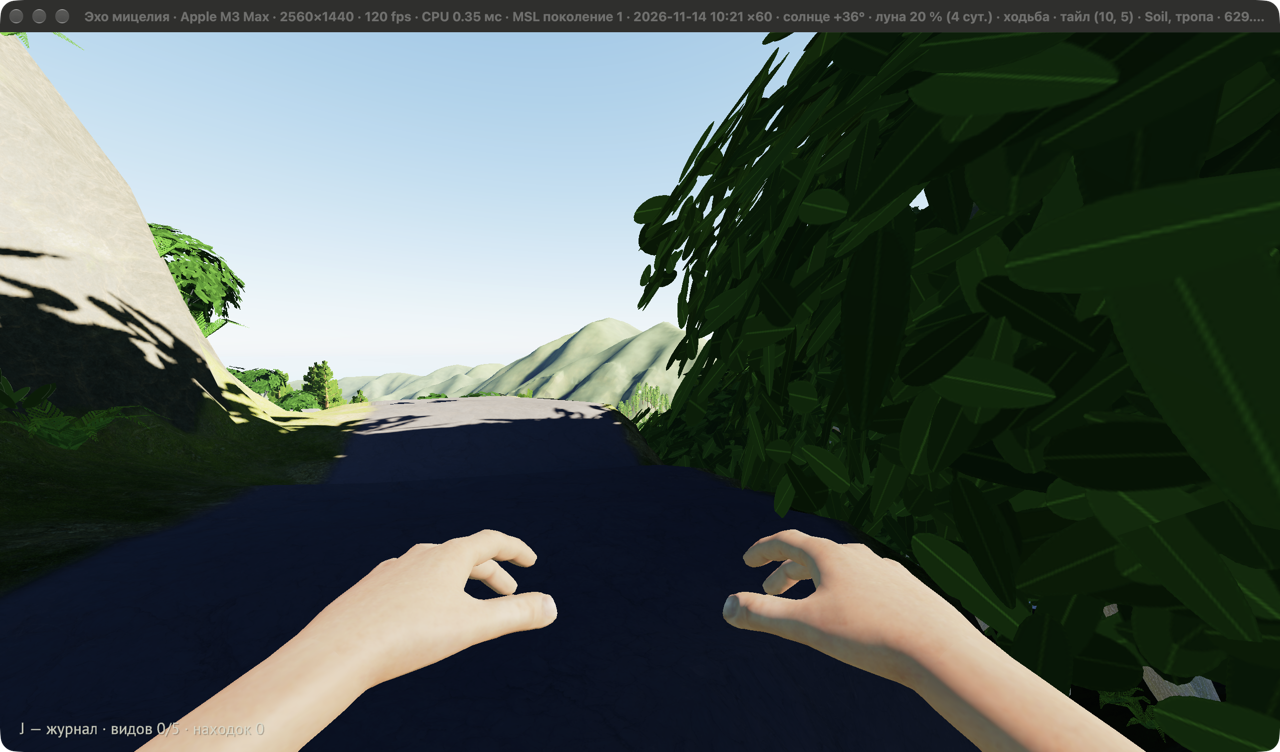 Эхо мицелия · Apple M3 Max · 2560×1440 · 120 fps · CPU 0.35 мс · MSL поколение 1 · 2026-11-14 10:21 ×60 · солнце +36° · луна 20 % (4 сут.) · ходьба · тайл (10, 5) · Soil, тропа · 629....
J — журнал · видов 0/5 · находок 0